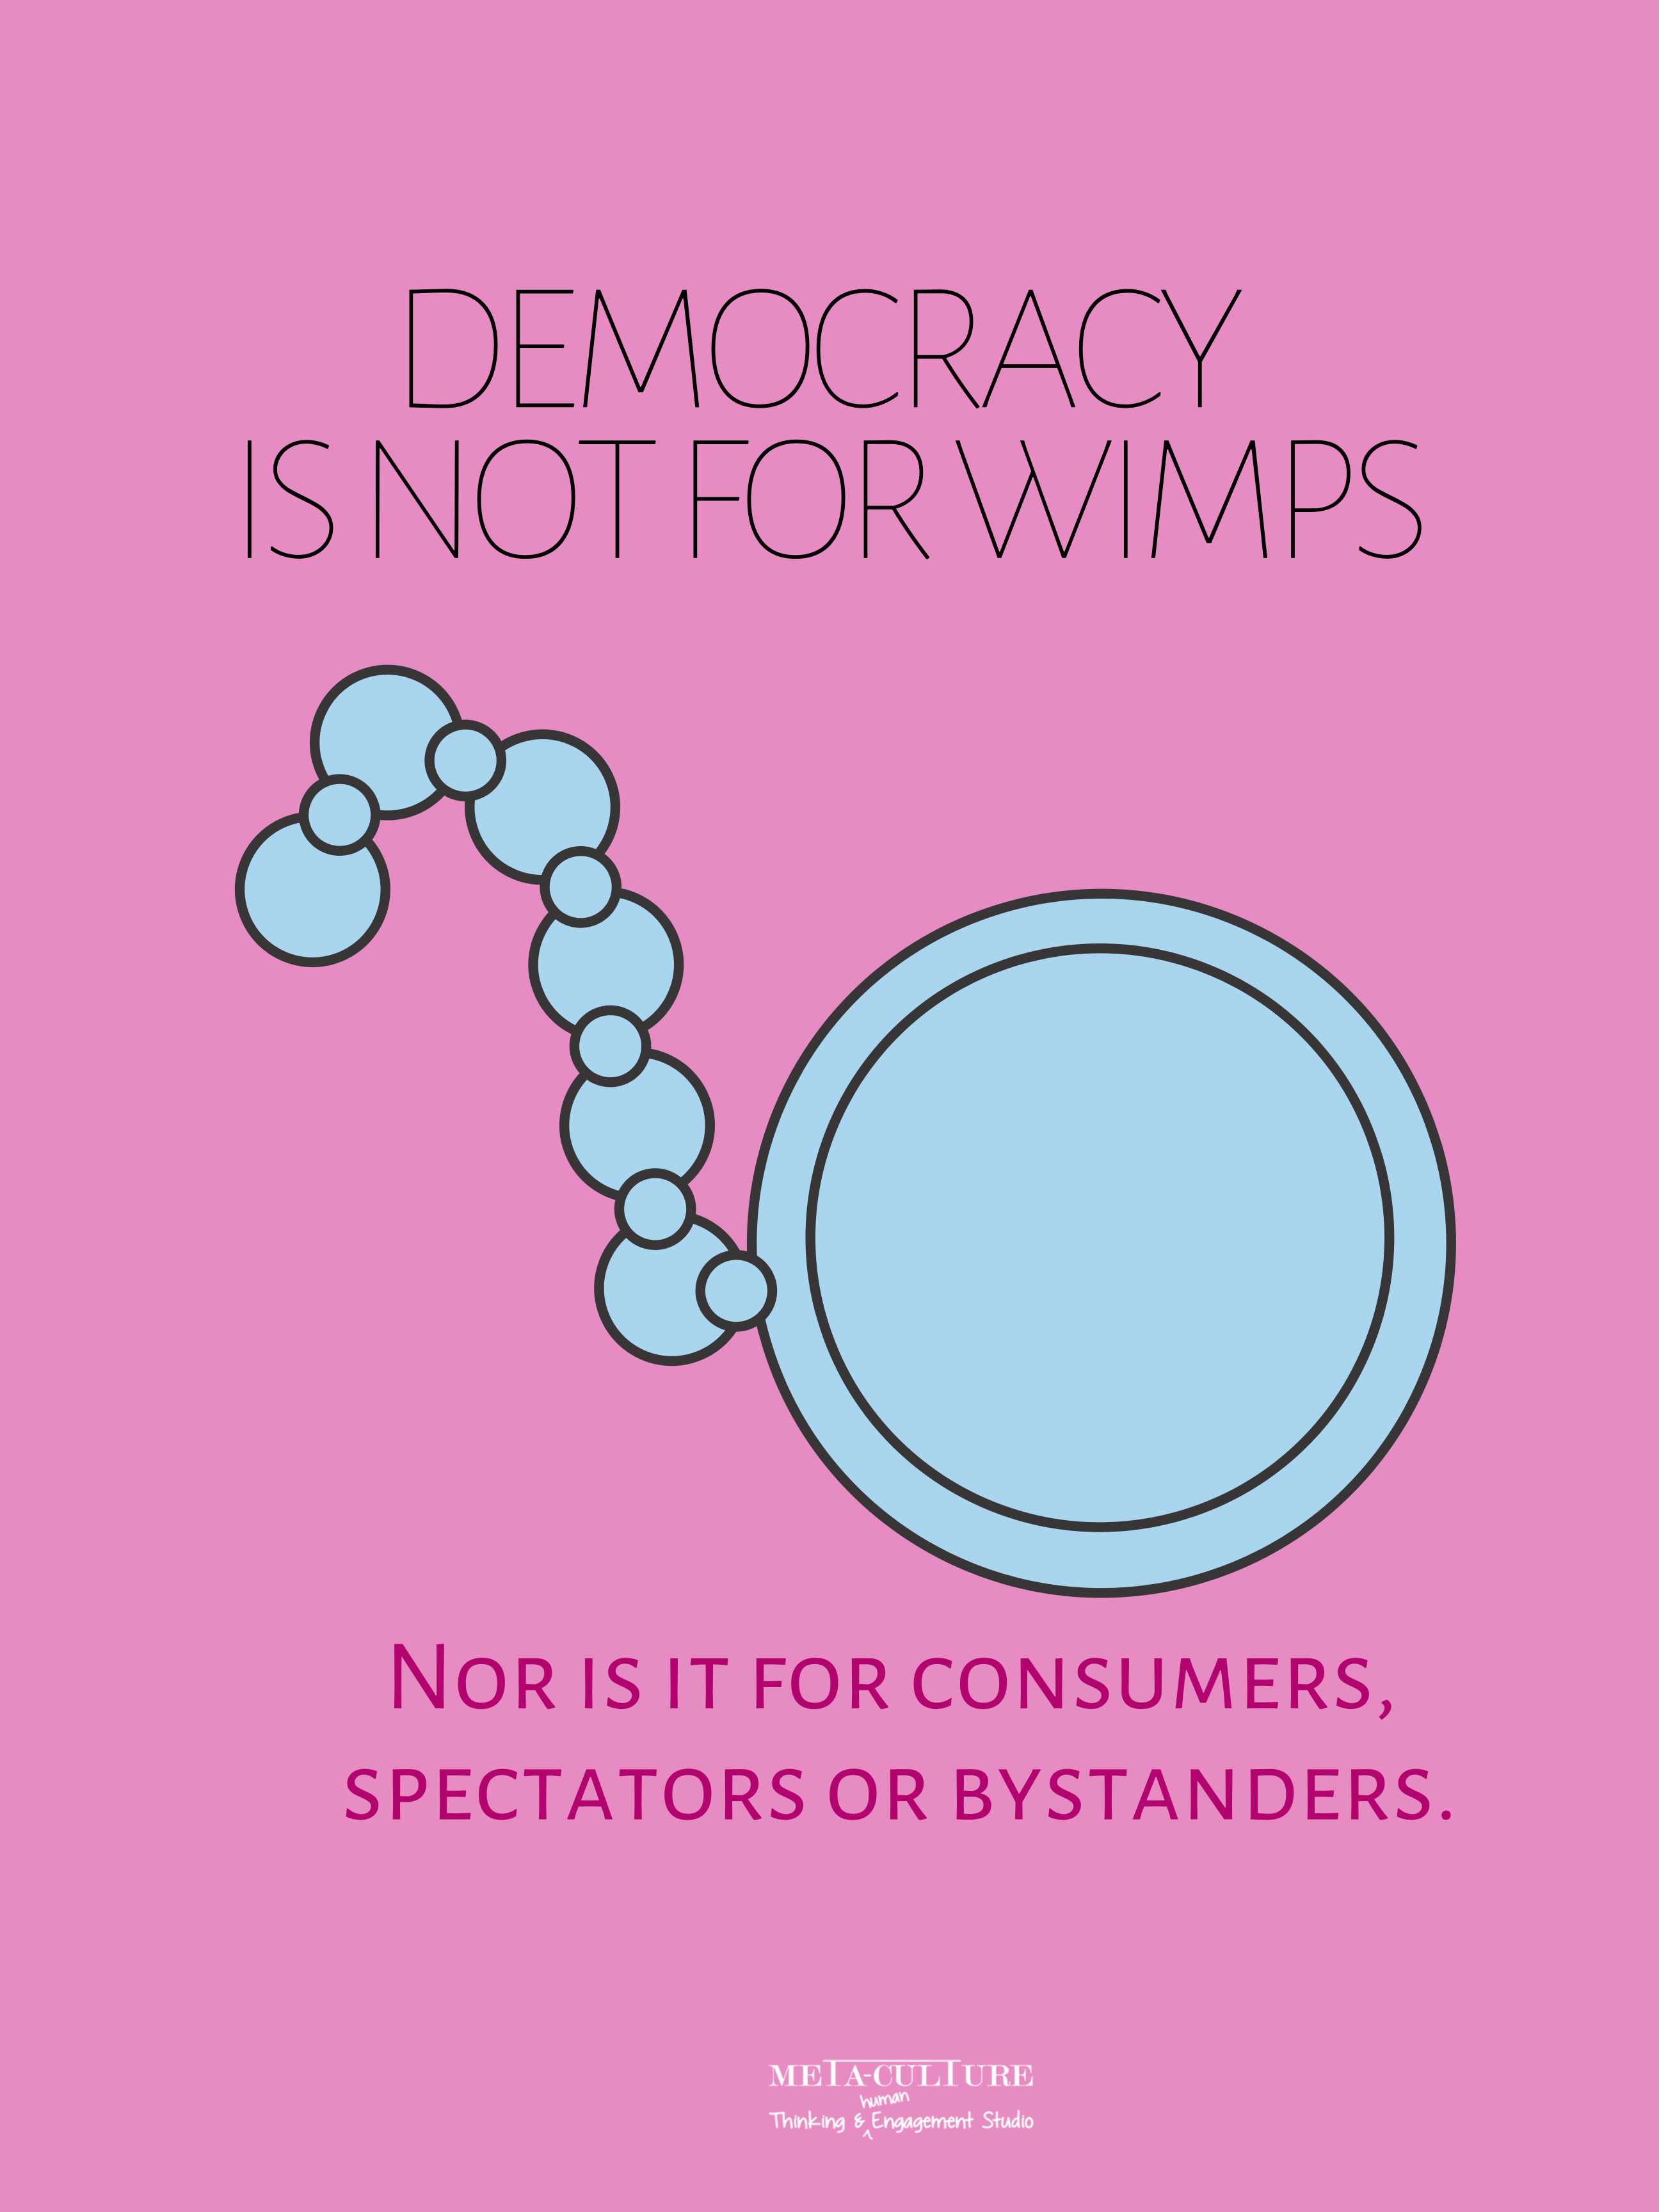 DEMOCRACY
IS NOT FOR WIMPS
NOR IS IT FOR CONSUMERS,
SPECTATORS OR BYSTANDERS.
META-CULTURE
human
Thinking & Engagement Studio